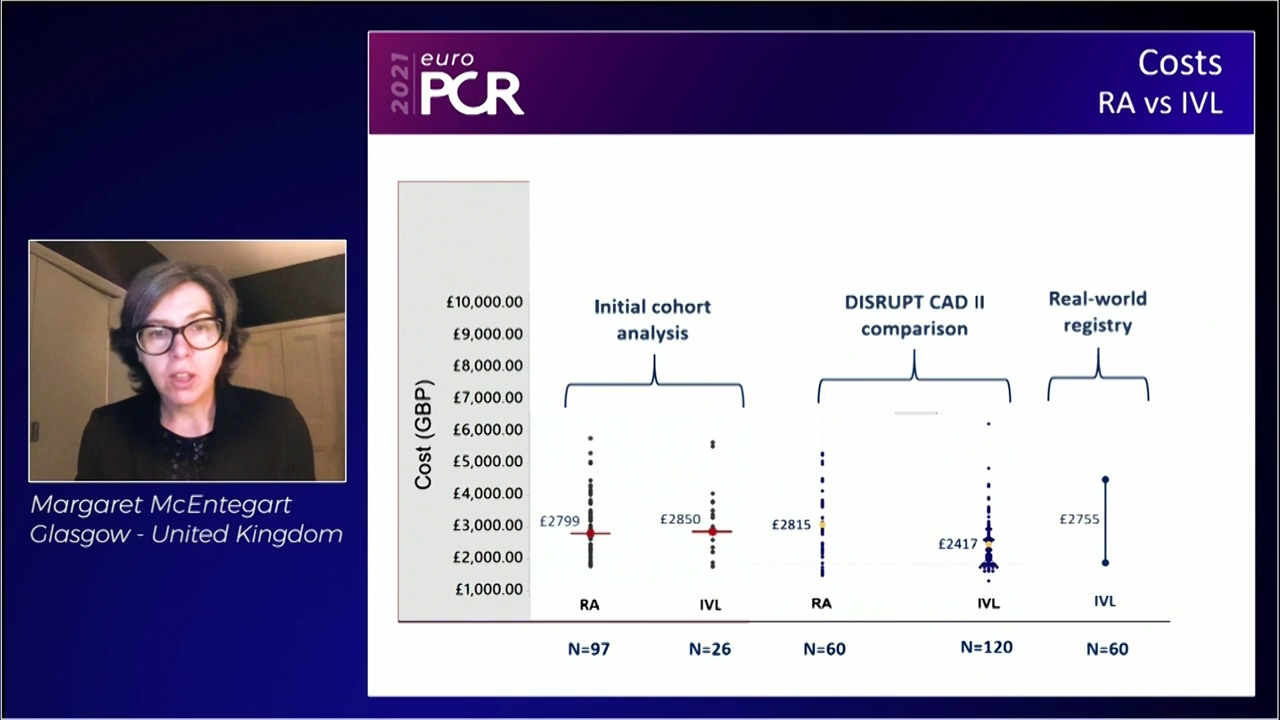 2021
euro
PCR
Costs
RA vs IVL
Margaret McEntegart
Glasgow - United Kingdom
Cost (GBP)
£10,000.00
£9,000.00
£8,000.00
£7,000.00
£6,000.00
£5,000.00
£4,000.00
£3,000.00
£2,000.00
£1,000.00
Initial cohort
analysis
£2799
£2850
RA
IVL
N=97
N=26
DISRUPT CAD II
comparison
£2815
£2417
RA
IVL
N=60
N=120
Real-world
registry
£2755
IVL
N=60